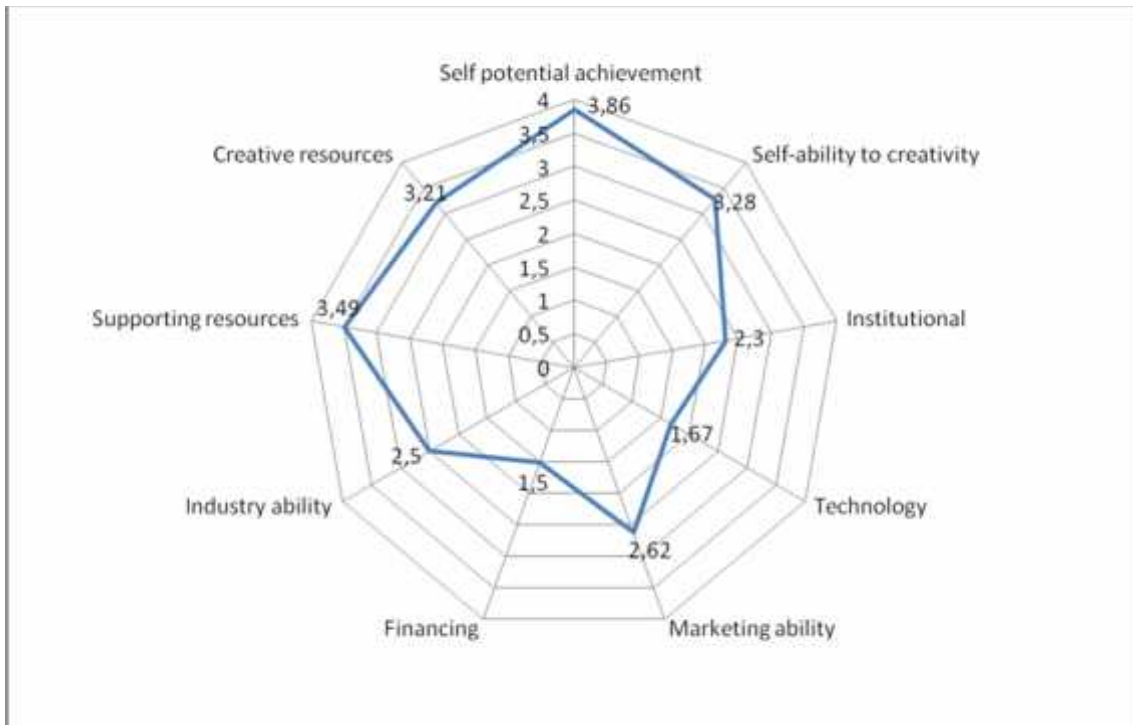 Self potential achievement
4
3,86
3,5
Creative resources
Self-ability to creativity
3
3,21
2,5
3,28
2
1,5
Supporting resources
3,49
1
Institutional
0,5
2,3
0
1,67
2,5
1,5
Industry ability
Technology
2,62
Financing
Marketing ability